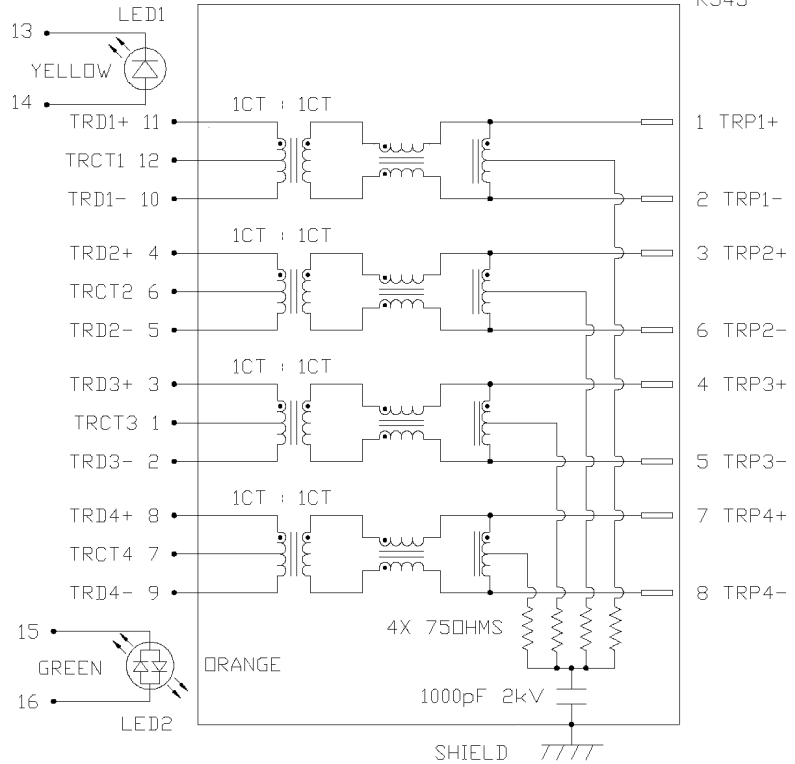 LED1
13
YELLOW
14
1CT : 1CT
TRD1+ 11
1 TRP1+
TRCT1 12
TRD1- 10
2 TRP1-
1CT : 1CT
TRD2+ 4
3 TRP2+
TRCT2 6
TRD2- 5
6 TRP2-
1CT : 1CT
TRD3+ 3
4 TRP3+
TRCT3 1
TRD3- 2
5 TRP3-
1CT : 1CT
TRD4+ 8
7 TRP4+
TRCT4 7
TRD4- 9
8 TRP4-
15
4X 75OHMS
GREEN
ORANGE
16
1000pF 2kV
LED2
SHIELD